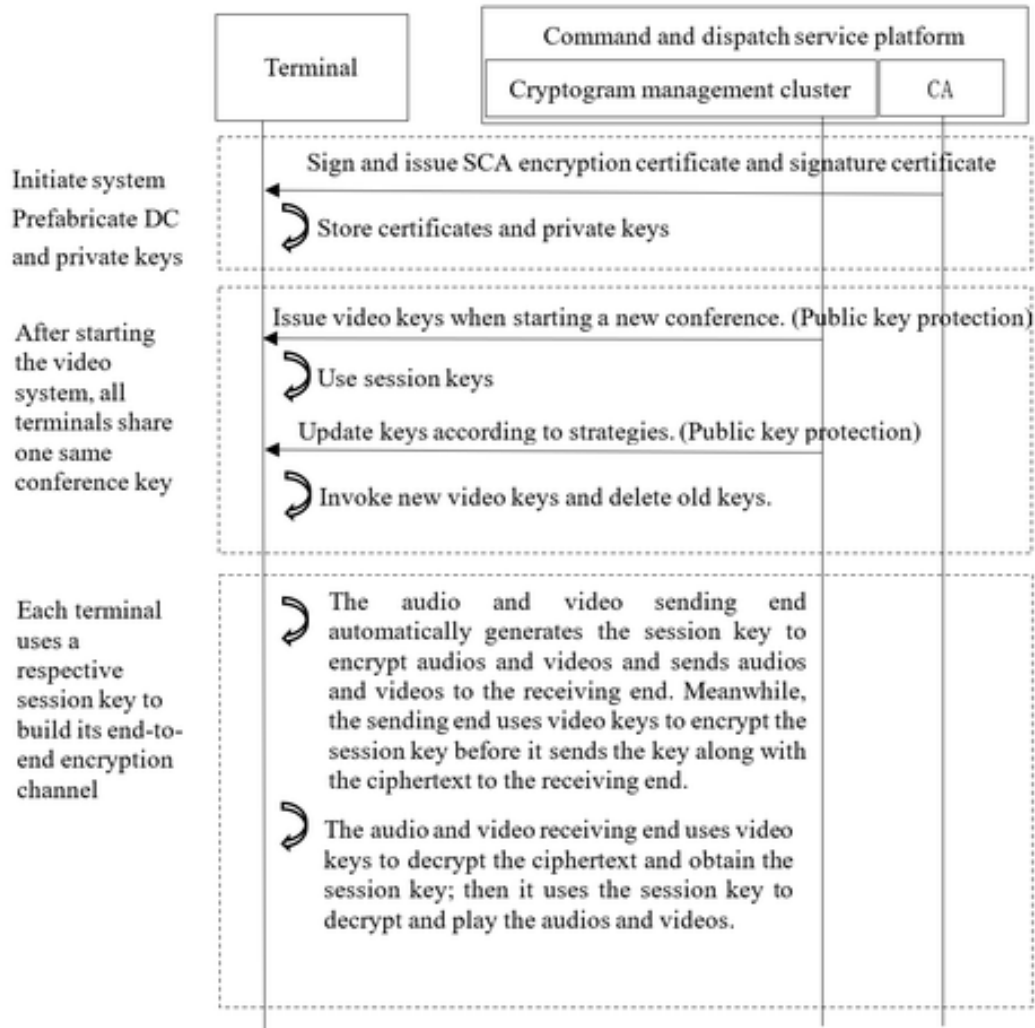 Terminal
Command and dispatch service platform
Cryptogram management cluster
CA
Initiate system
Prefabricate DC
and private keys
Sign and issue SCA encryption certificate and signature certificate
Store certificates and private keys
After starting
the video
system, all
terminals share
one same
conference key
Issue video keys when starting a new conference. (Public key protection)
Use session keys
Update keys according to strategies. (Public key protection)
Invoke new video keys and delete old keys.
Each terminal
uses a
respective
session key to
build its end-to-
end encryption
channel
The audio and video sending end
automatically generates the session key to
encrypt audios and videos and sends audios
and videos to the receiving end. Meanwhile,
the sending end uses video keys to encrypt the
session key before it sends the key along with
the ciphertext to the receiving end.
The audio and video receiving end uses video
keys to decrypt the ciphertext and obtain the
session key; then it uses the session key to
decrypt and play the audios and videos.